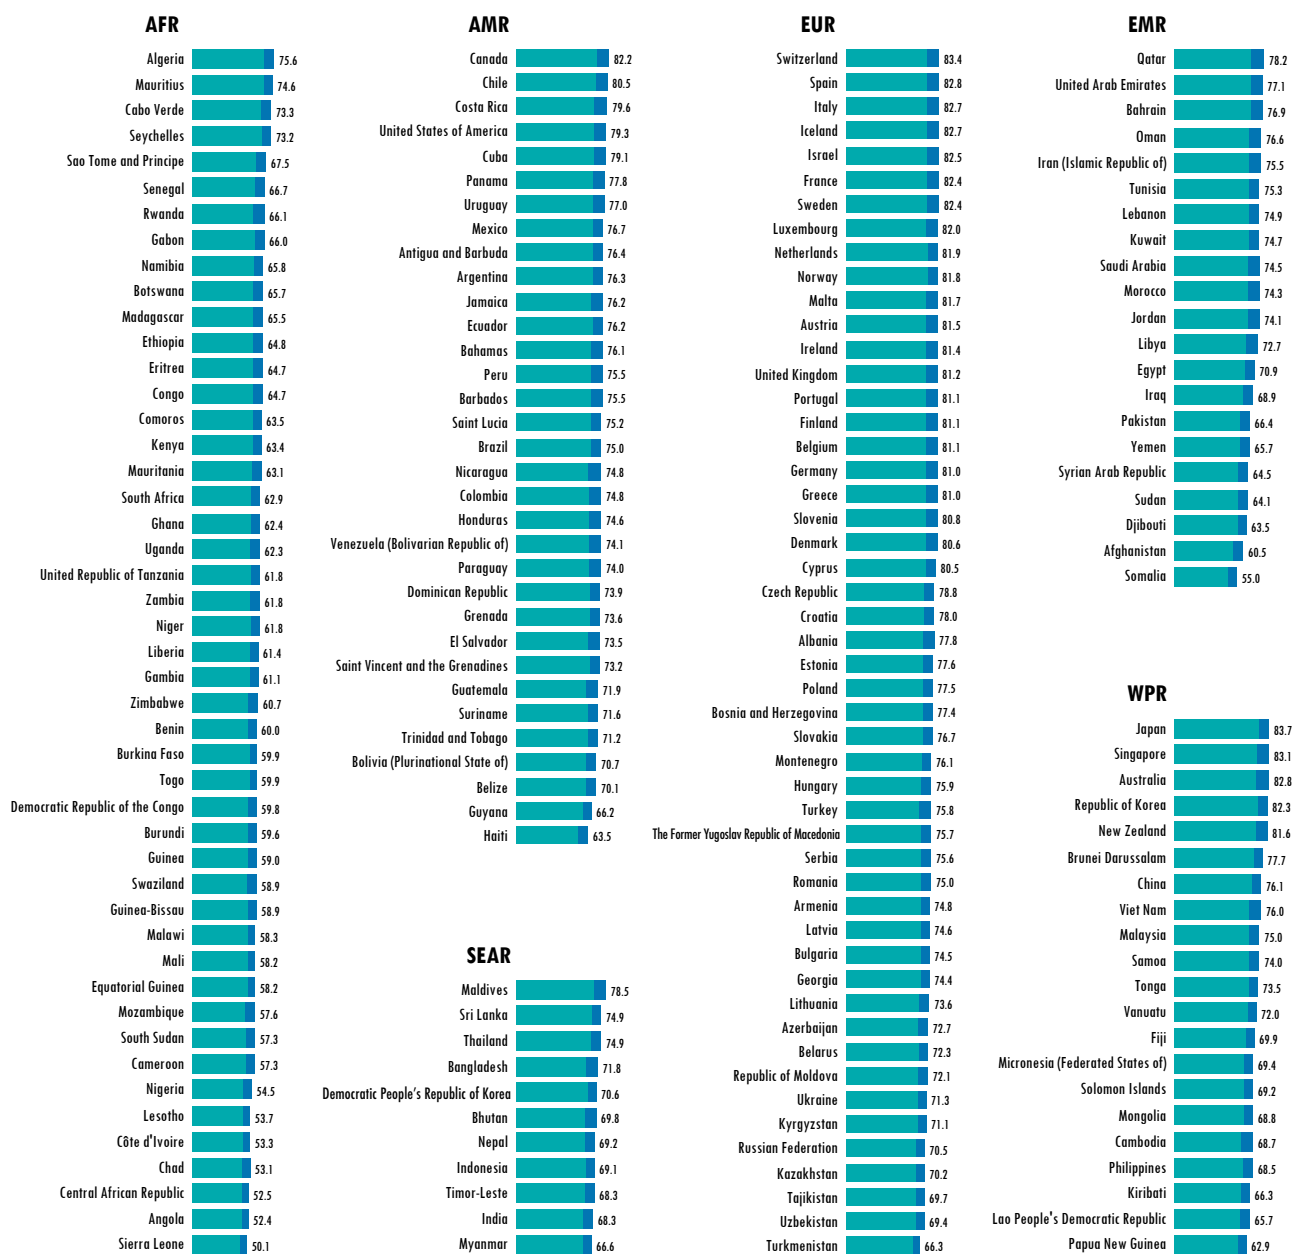 AFR
Algeria 75.6
Mauritius 74.6
Cabo Verde 73.3
Seychelles 73.2
Sao Tome and Principe 67.5
Senegal 66.7
Rwanda 66.1
Gabon 66.0
Namibia 65.8
Botswana 65.7
Madagascar 65.5
Ethiopia 64.8
Eritrea 64.7
Congo 64.7
Comoros 63.5
Kenya 63.4
Mauritania 63.1
South Africa 62.9
Ghana 62.4
Uganda 62.3
United Republic of Tanzania 61.8
Zambia 61.8
Niger 61.8
Liberia 61.4
Gambia 61.1
Zimbabwe 60.7
Benin 60.0
Burkina Faso 59.9
Togo 59.9
Democratic Republic of the Congo 59.8
Burundi 59.6
Guinea 59.0
Swaziland 58.9
Guinea-Bissau 58.9
Malawi 58.3
Mali 58.2
Equatorial Guinea 58.2
Mozambique 57.6
South Sudan 57.3
Cameroon 57.3
Nigeria 54.5
Lesotho 53.7
Côte d'Ivoire 53.3
Chad 53.1
Central African Republic 52.5
Angola 52.4
Sierra Leone 50.1
AMR
Canada 82.2
Chile 80.5
Costa Rica 79.6
United States of America 79.3
Cuba 79.1
Panama 77.8
Uruguay 77.0
Mexico 76.7
Antigua and Barbuda 76.4
Argentina 76.3
Jamaica 76.2
Ecuador 76.2
Bahamas 76.1
Peru 75.5
Barbados 75.5
Saint Lucia 75.2
Brazil 75.0
Nicaragua 74.8
Colombia 74.8
Honduras 74.6
Venezuela (Bolivarian Republic of) 74.1
Paraguay 74.0
Dominican Republic 73.9
Grenada 73.6
El Salvador 73.5
Saint Vincent and the Grenadines 73.2
Guatemala 71.9
Suriname 71.6
Trinidad and Tobago 71.2
Bolivia (Plurinational State of) 70.7
Belize 70.1
Guyana 66.2
Haiti 63.5
SEAR
Maldives 78.5
Sri Lanka 74.9
Thailand 74.9
Bangladesh 71.8
Democratic People's Republic of Korea 70.6
Bhutan 69.8
Nepal 69.2
Indonesia 69.1
Timor-Leste 68.3
India 68.3
Myanmar 66.6
EUR
Switzerland 83.4
Spain 82.8
Italy 82.7
Iceland 82.7
Israel 82.5
France 82.4
Sweden 82.4
Luxembourg 82.0
Netherlands 81.9
Norway 81.8
Malta 81.7
Austria 81.5
Ireland 81.4
United Kingdom 81.2
Portugal 81.1
Finland 81.1
Belgium 81.1
Germany 81.0
Greece 81.0
Slovenia 80.8
Denmark 80.6
Cyprus 80.5
Czech Republic 78.8
Croatia 78.0
Albania 77.8
Estonia 77.6
Poland 77.5
Bosnia and Herzegovina 77.4
Slovakia 76.7
Montenegro 76.1
Hungary 75.9
Turkey 75.8
The Former Yugoslav Republic of Macedonia 75.7
Serbia 75.6
Romania 75.0
Armenia 74.8
Latvia 74.6
Bulgaria 74.5
Georgia 74.4
Lithuania 73.6
Azerbaijan 72.7
Belarus 72.3
Republic of Moldova 72.1
Ukraine 71.3
Kyrgyzstan 71.1
Russian Federation 70.5
Kazakhstan 70.2
Tajikistan 69.7
Uzbekistan 69.4
Turkmenistan 66.3
EMR
Qatar 78.2
United Arab Emirates 77.1
Bahrain 76.9
Oman 76.6
Iran (Islamic Republic of) 75.5
Tunisia 75.3
Lebanon 74.9
Kuwait 74.7
Saudi Arabia 74.5
Morocco 74.3
Jordan 74.1
Libya 72.7
Egypt 70.9
Iraq 68.9
Pakistan 66.4
Yemen 65.7
Syrian Arab Republic 64.5
Sudan 64.1
Djibouti 63.5
Afghanistan 60.5
Somalia 55.0
WPR
Japan 83.7
Singapore 83.1
Australia 82.8
Republic of Korea 82.3
New Zealand 81.6
Brunei Darussalam 77.7
China 76.1
Viet Nam 76.0
Malaysia 75.0
Samoa 74.0
Tonga 73.5
Vanuatu 72.0
Fiji 69.9
Micronesia (Federated States of) 69.4
Solomon Islands 69.2
Mongolia 68.8
Cambodia 68.7
Philippines 68.5
Kiribati 66.3
Lao People's Democratic Republic 65.7
Papua New Guinea 62.9